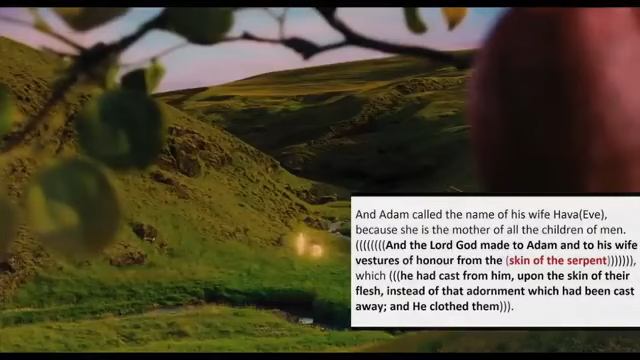 And Adam called the name of his wife Hava(Eve),
because she is the mother of all the children of men.
((((((((And the Lord God made to Adam and to his wife
vestures of honour from the (skin of the serpent))))))),
which (((he had cast from him, upon the skin of their
flesh, instead of that adornment which had been cast
away; and He clothed them))).